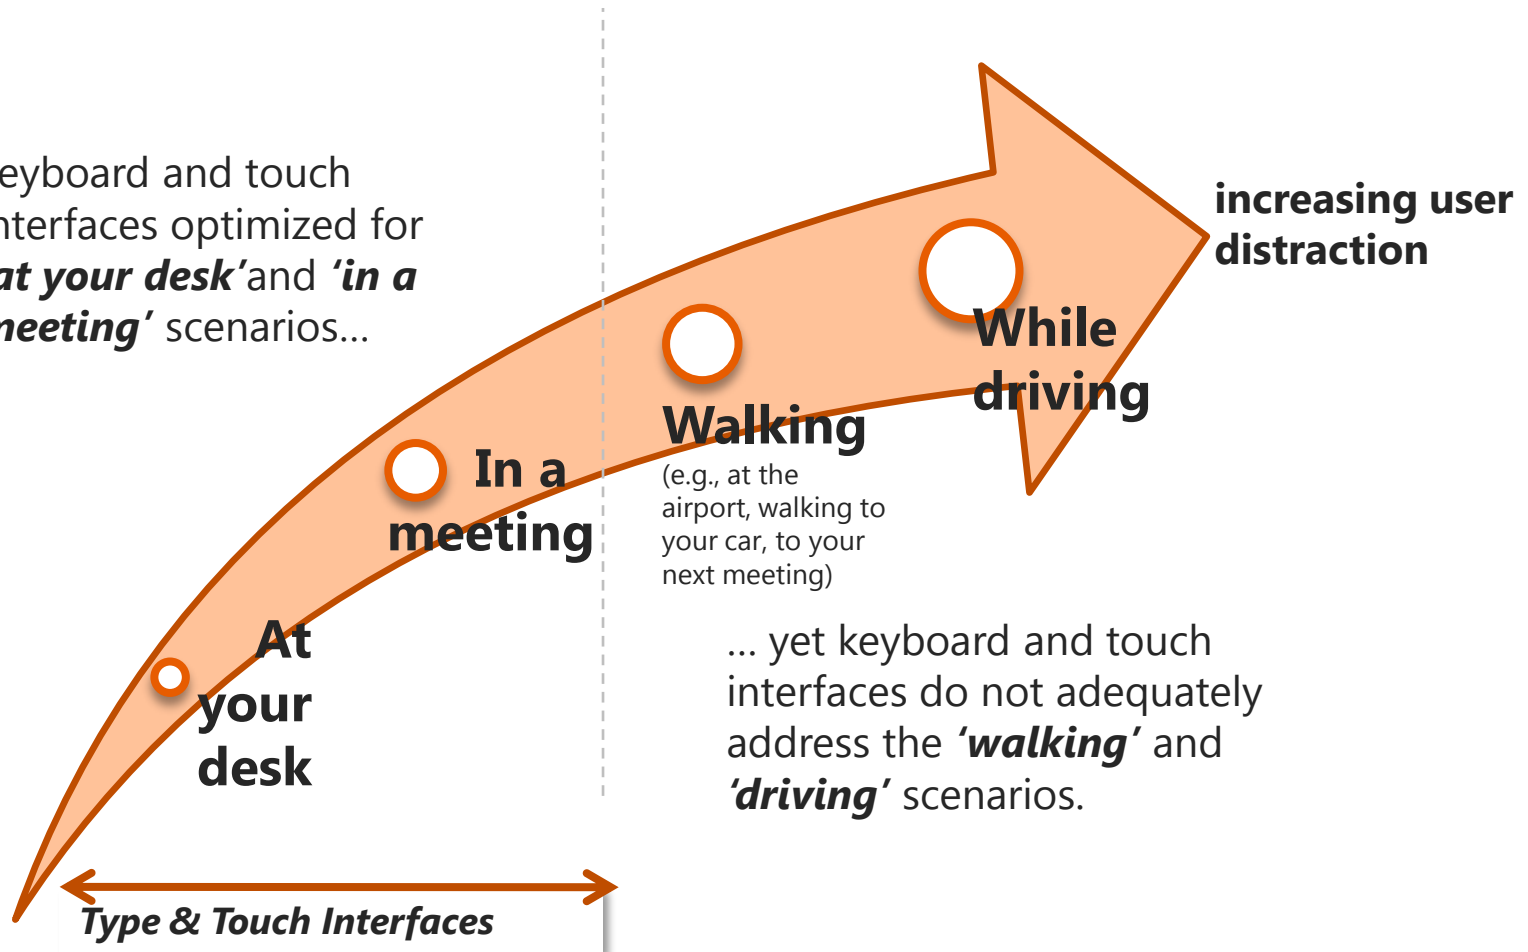 eyboard and touch
nterfaces optimized for
at your desk’and ‘in a
neeting’ scenarios…
increasing user
distraction
While
driving
Walking
(e.g., at the
airport, walking to
your car, to your
next meeting)
In a
meeting
At
your
desk
… yet keyboard and touch
interfaces do not adequately
address the ‘walking’ and
‘driving’ scenarios.
Type & Touch Interfaces